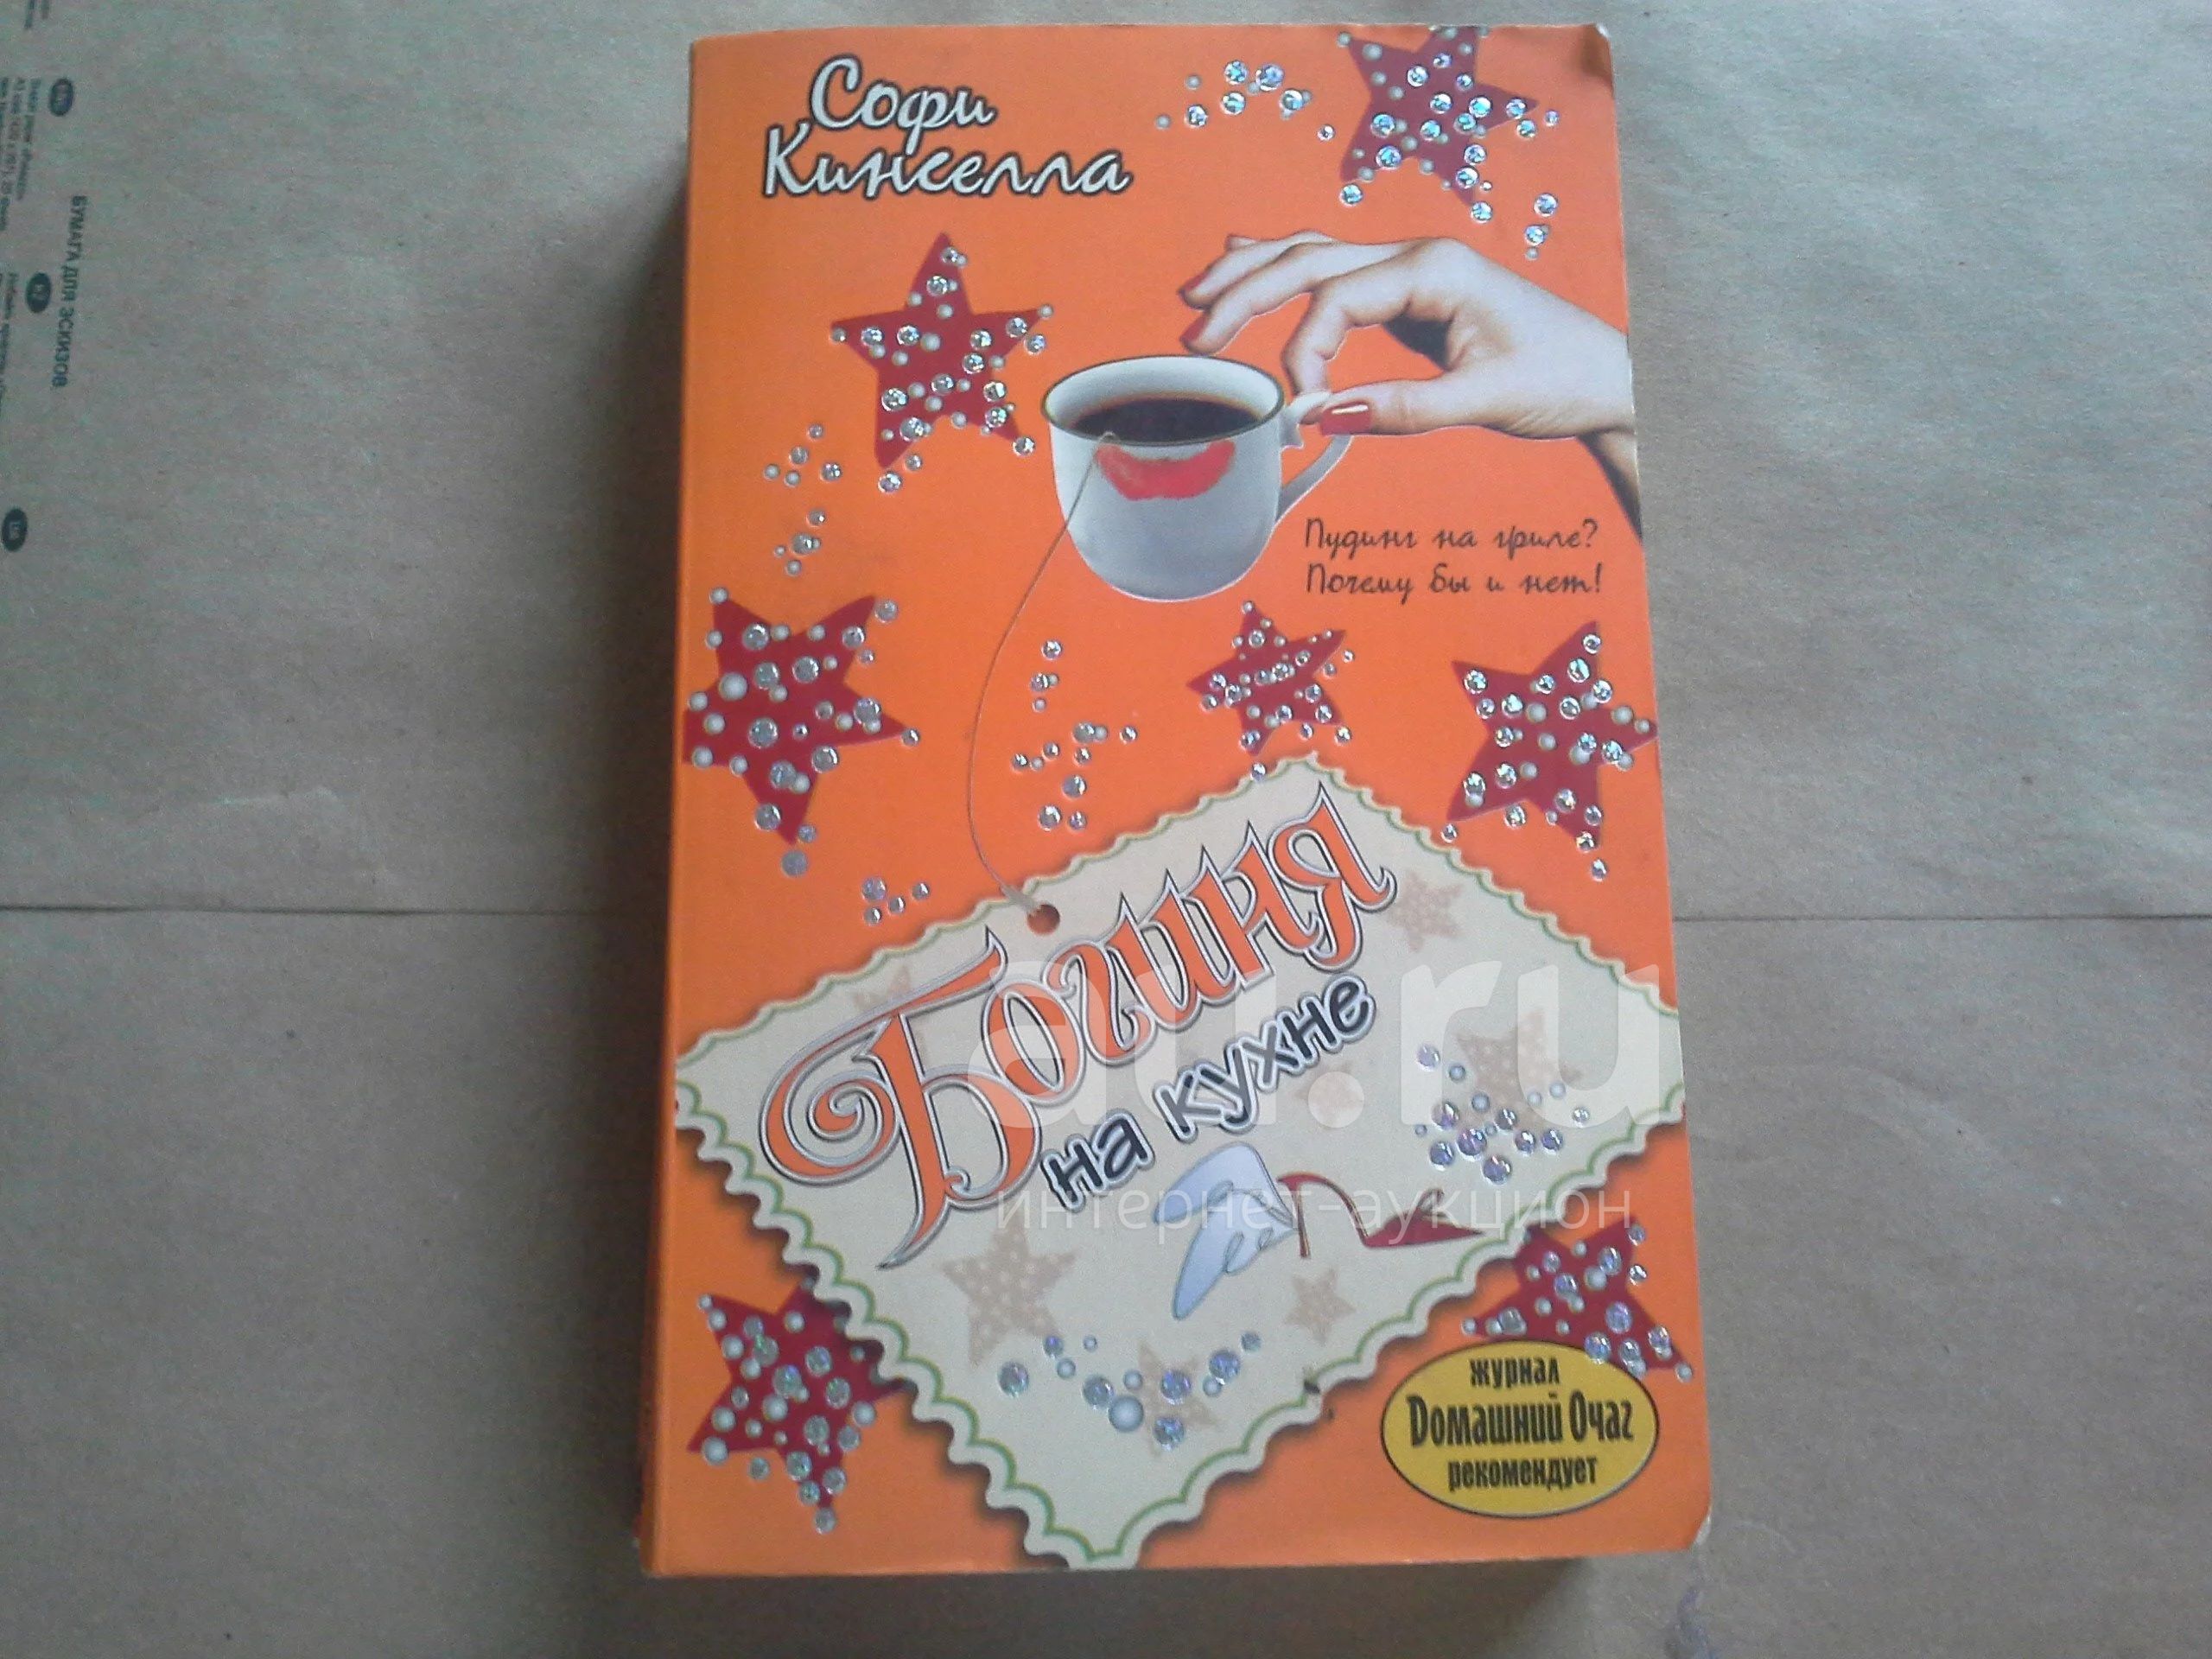 Софи
Кинселла
Пудинг на гриле?
Почему бы и нет!
Богиня
на кухне
au.ru
интернет-аукцион
журнал
Домашний Очаг
рекомендует
БУМАГА ДЛЯ ЭСКИЗОВ